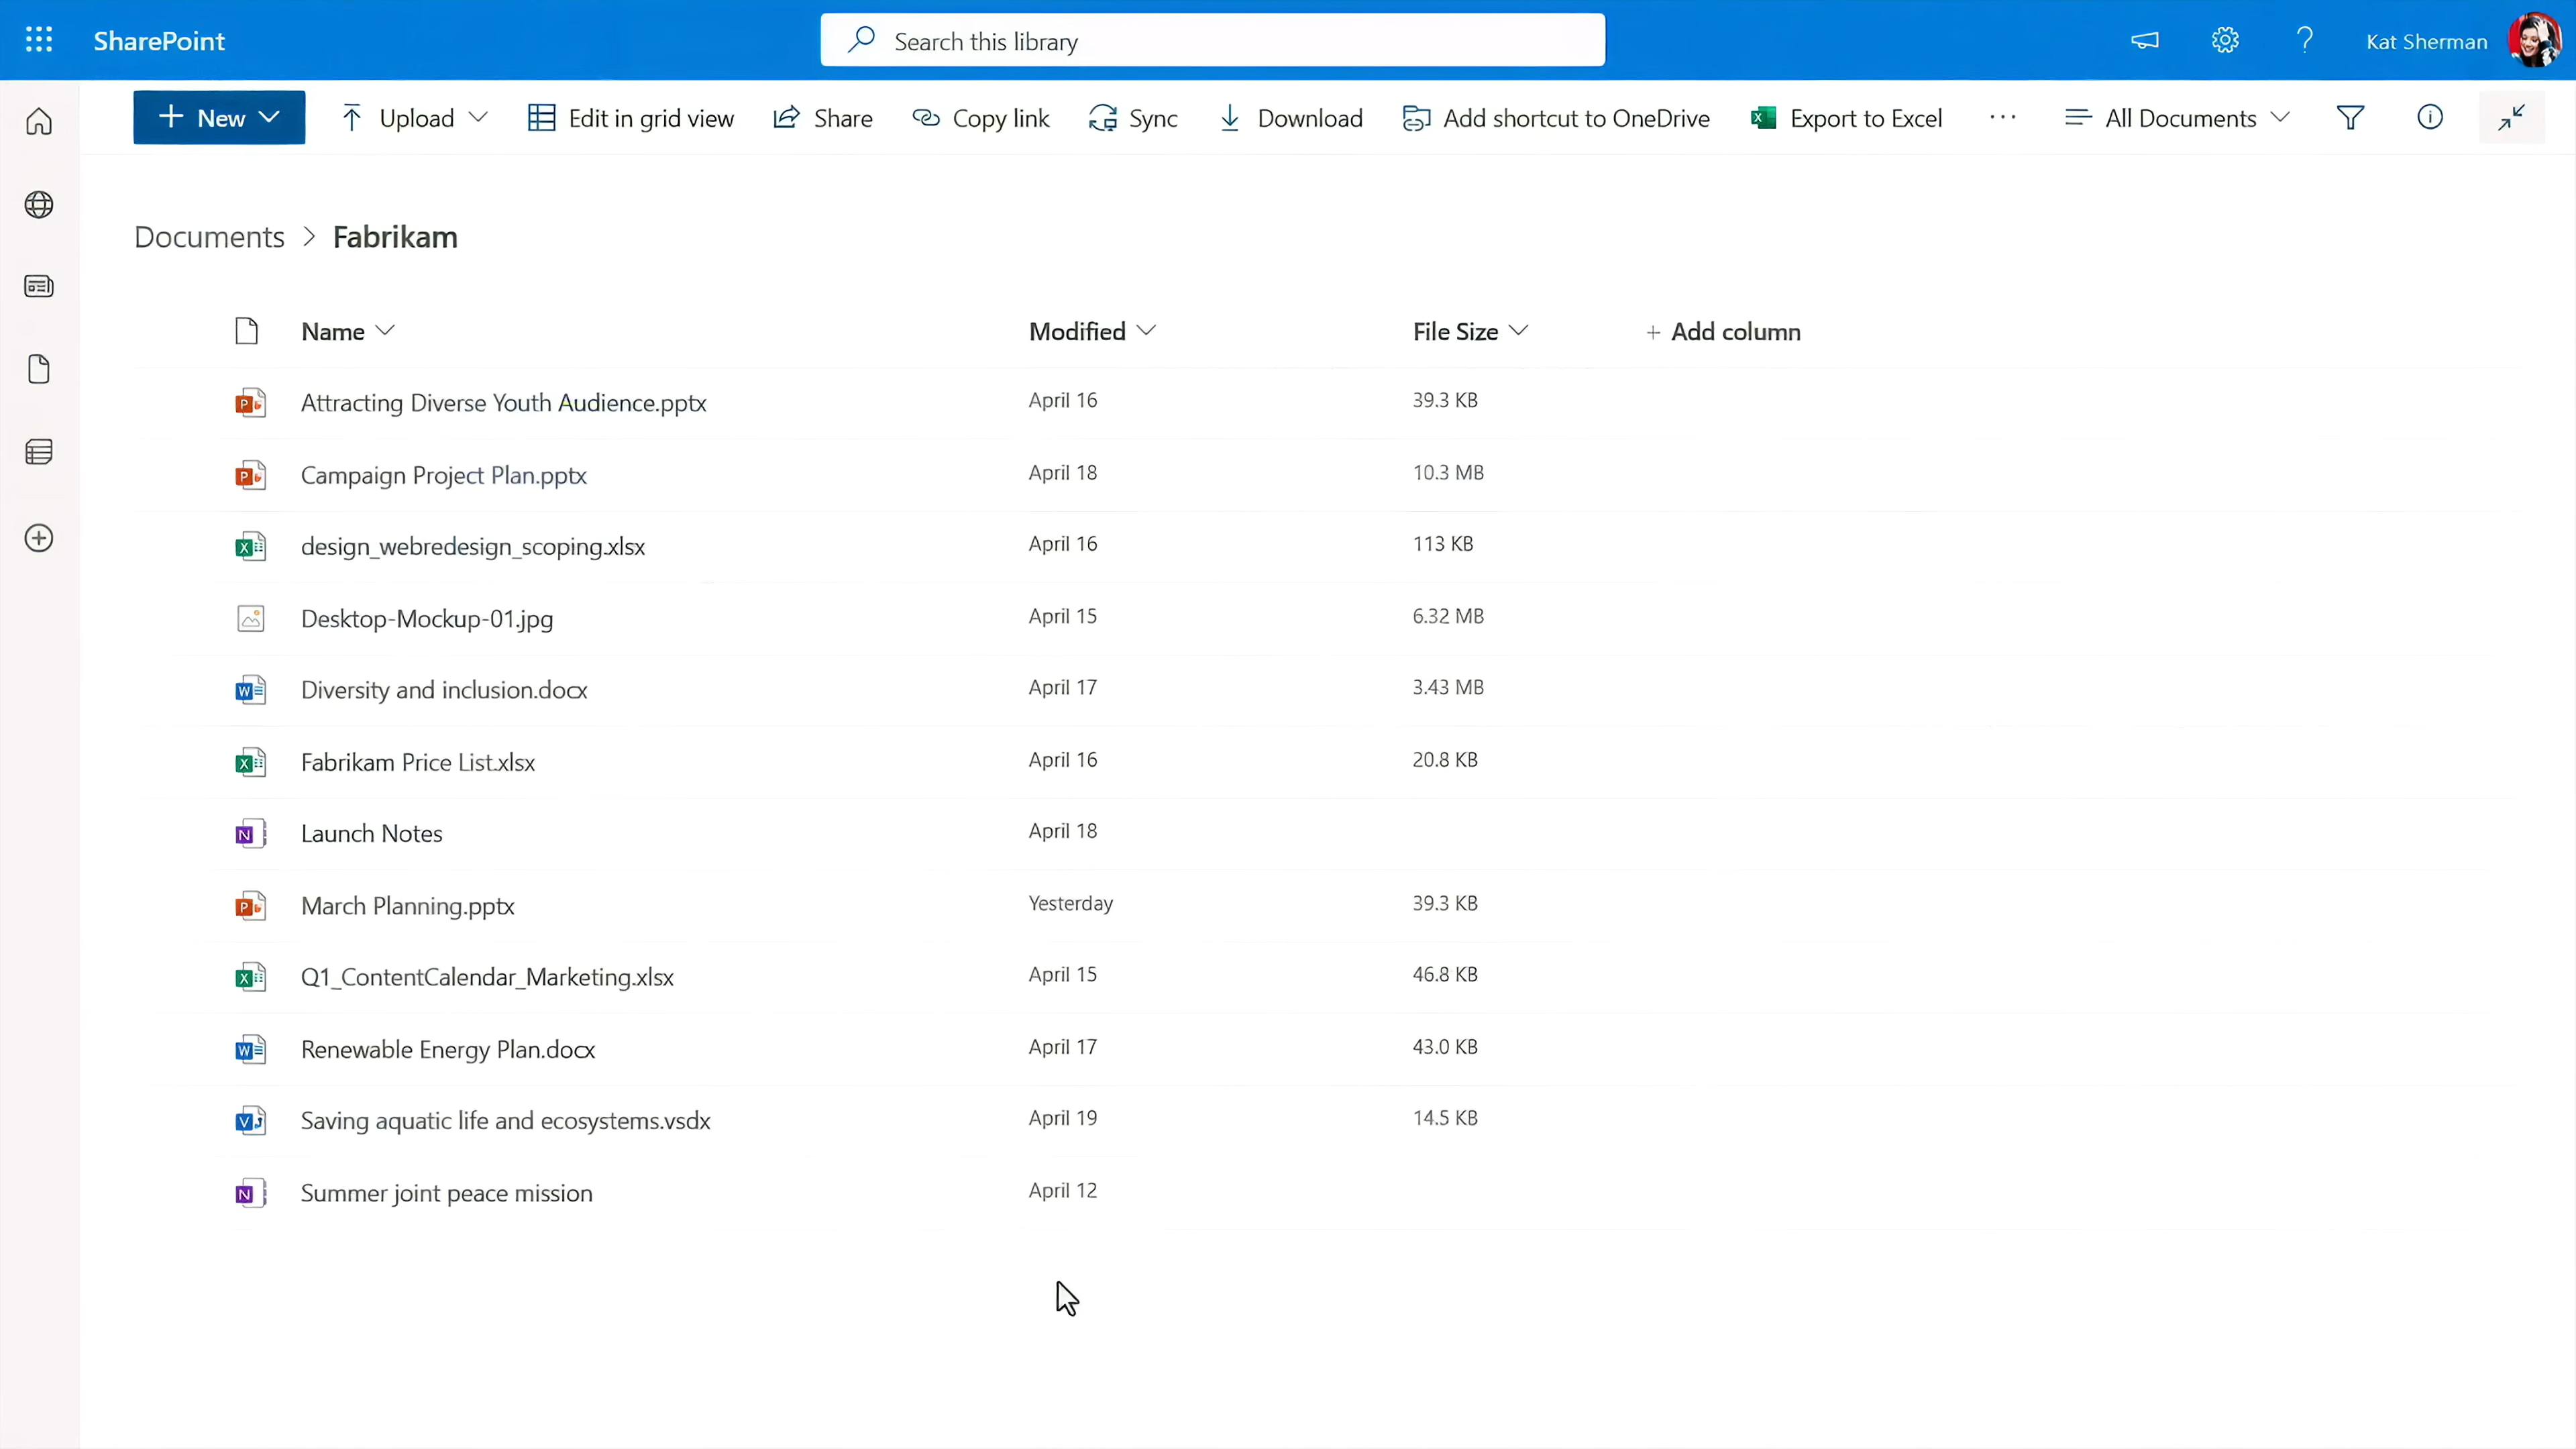 SharePoint
Search this library
Kat Sherman
New
Upload
Edit in grid view
Share
Copy link
Sync
Download
Add shortcut to OneDrive
Export to Excel
All Documents
Documents > Fabrikam
Name Modified File Size + Add column
Attracting Diverse Youth Audience.pptx April 16 39.3 KB
Campaign Project Plan.pptx April 18 10.3 MB
design_webredesign_scoping.xlsx April 16 113 KB
Desktop-Mockup-01.jpg April 15 6.32 MB
Diversity and inclusion.docx April 17 3.43 MB
Fabrikam Price List.xlsx April 16 20.8 KB
Launch Notes April 18
March Planning.pptx Yesterday 39.3 KB
Q1_ContentCalendar_Marketing.xlsx April 15 46.8 KB
Renewable Energy Plan.docx April 17 43.0 KB
Saving aquatic life and ecosystems.vsdx April 19 14.5 KB
Summer joint peace mission April 12